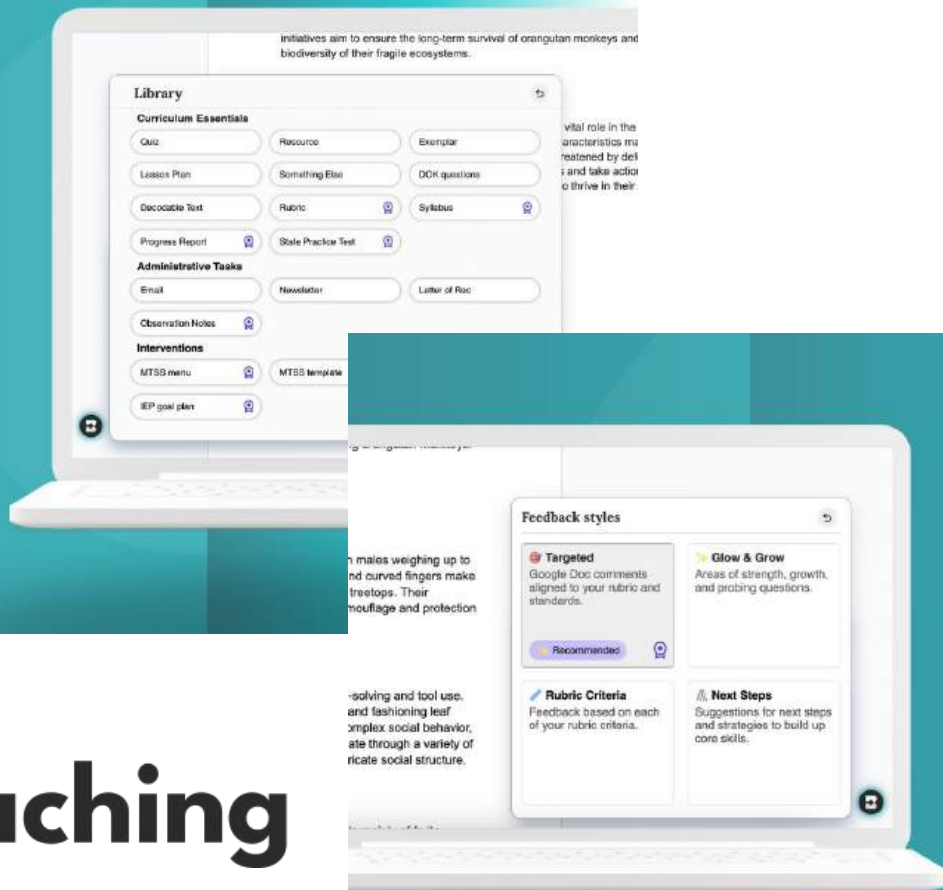 initiatives aim to ensure the long-term survival of orangutan monkeys and
biodiversity of their fragile ecosystems.
Library
Curriculum Essentials
Quiz
Resource
Exemplar
Lesson Plan
Something Else
DOK questions
Decodable Text
Rubric
Syllabus
Progress Report
State Practice Test
Administrative Tasks
Email
Newsletter
Letter of Rec
Observation Notes
Interventions
MTSS menu
MTSS template
IEP goal plan
vital role in the
aracteristics ma
reatened by def
s and take action
o thrive in their
n males weighing up to
nd curved fingers make
treetops. Their
mouflage and protection
-solving and tool use.
and fashioning leaf
omplex social behavior,
ate through a variety of
ricate social structure.
Feedback styles
Targeted
Google Doc comments
aligned to your rubric and
standards.
Recommended
Glow & Grow
Areas of strength, growth,
and probing questions.
Rubric Criteria
Feedback based on each
of your rubric criteria.
Next Steps
Suggestions for next steps
and strategies to build up
core skills.
aching